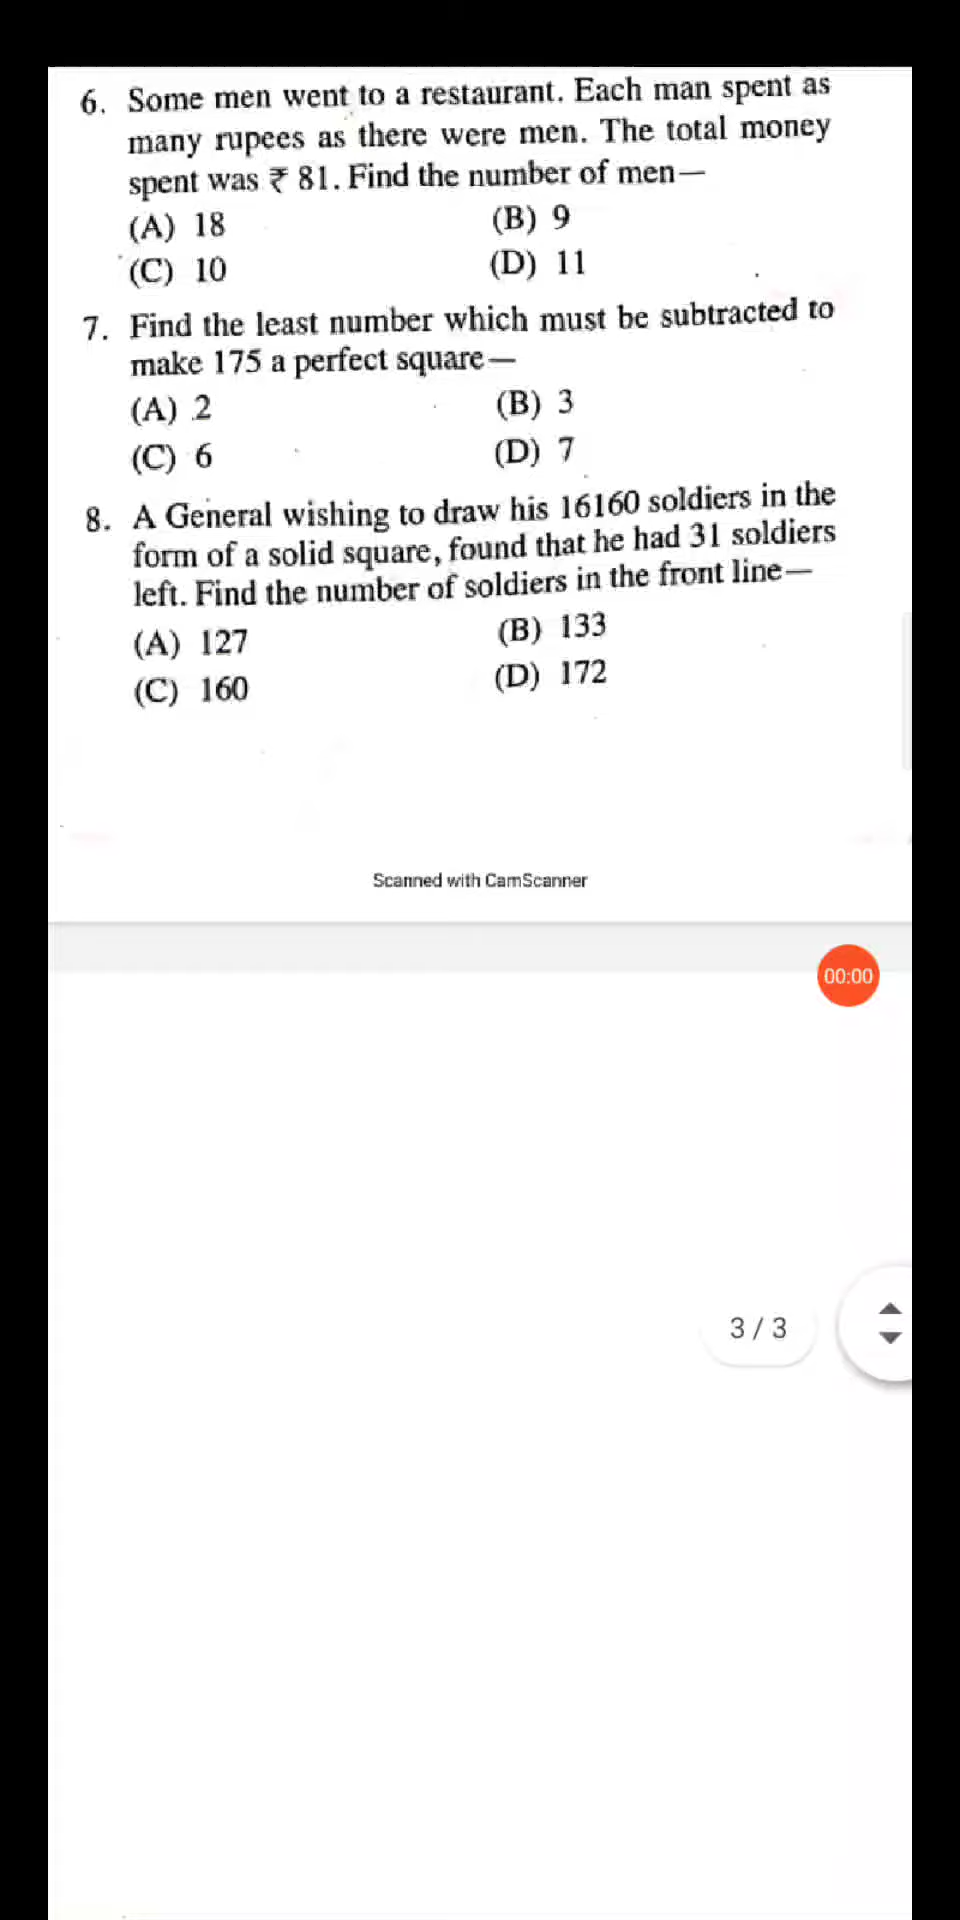 6. Some men went to a restaurant. Each man spent as
many rupees as there were men. The total money
spent was ₹ 81. Find the number of men—
(A) 18 (B) 9
(C) 10 (D) 11
7. Find the least number which must be subtracted to
make 175 a perfect square—
(A) 2 (B) 3
(C) 6 (D) 7
8. A General wishing to draw his 16160 soldiers in the
form of a solid square, found that he had 31 soldiers
left. Find the number of soldiers in the front line—
(A) 127 (B) 133
(C) 160 (D) 172
Scanned with CamScanner
00:00
3 / 3